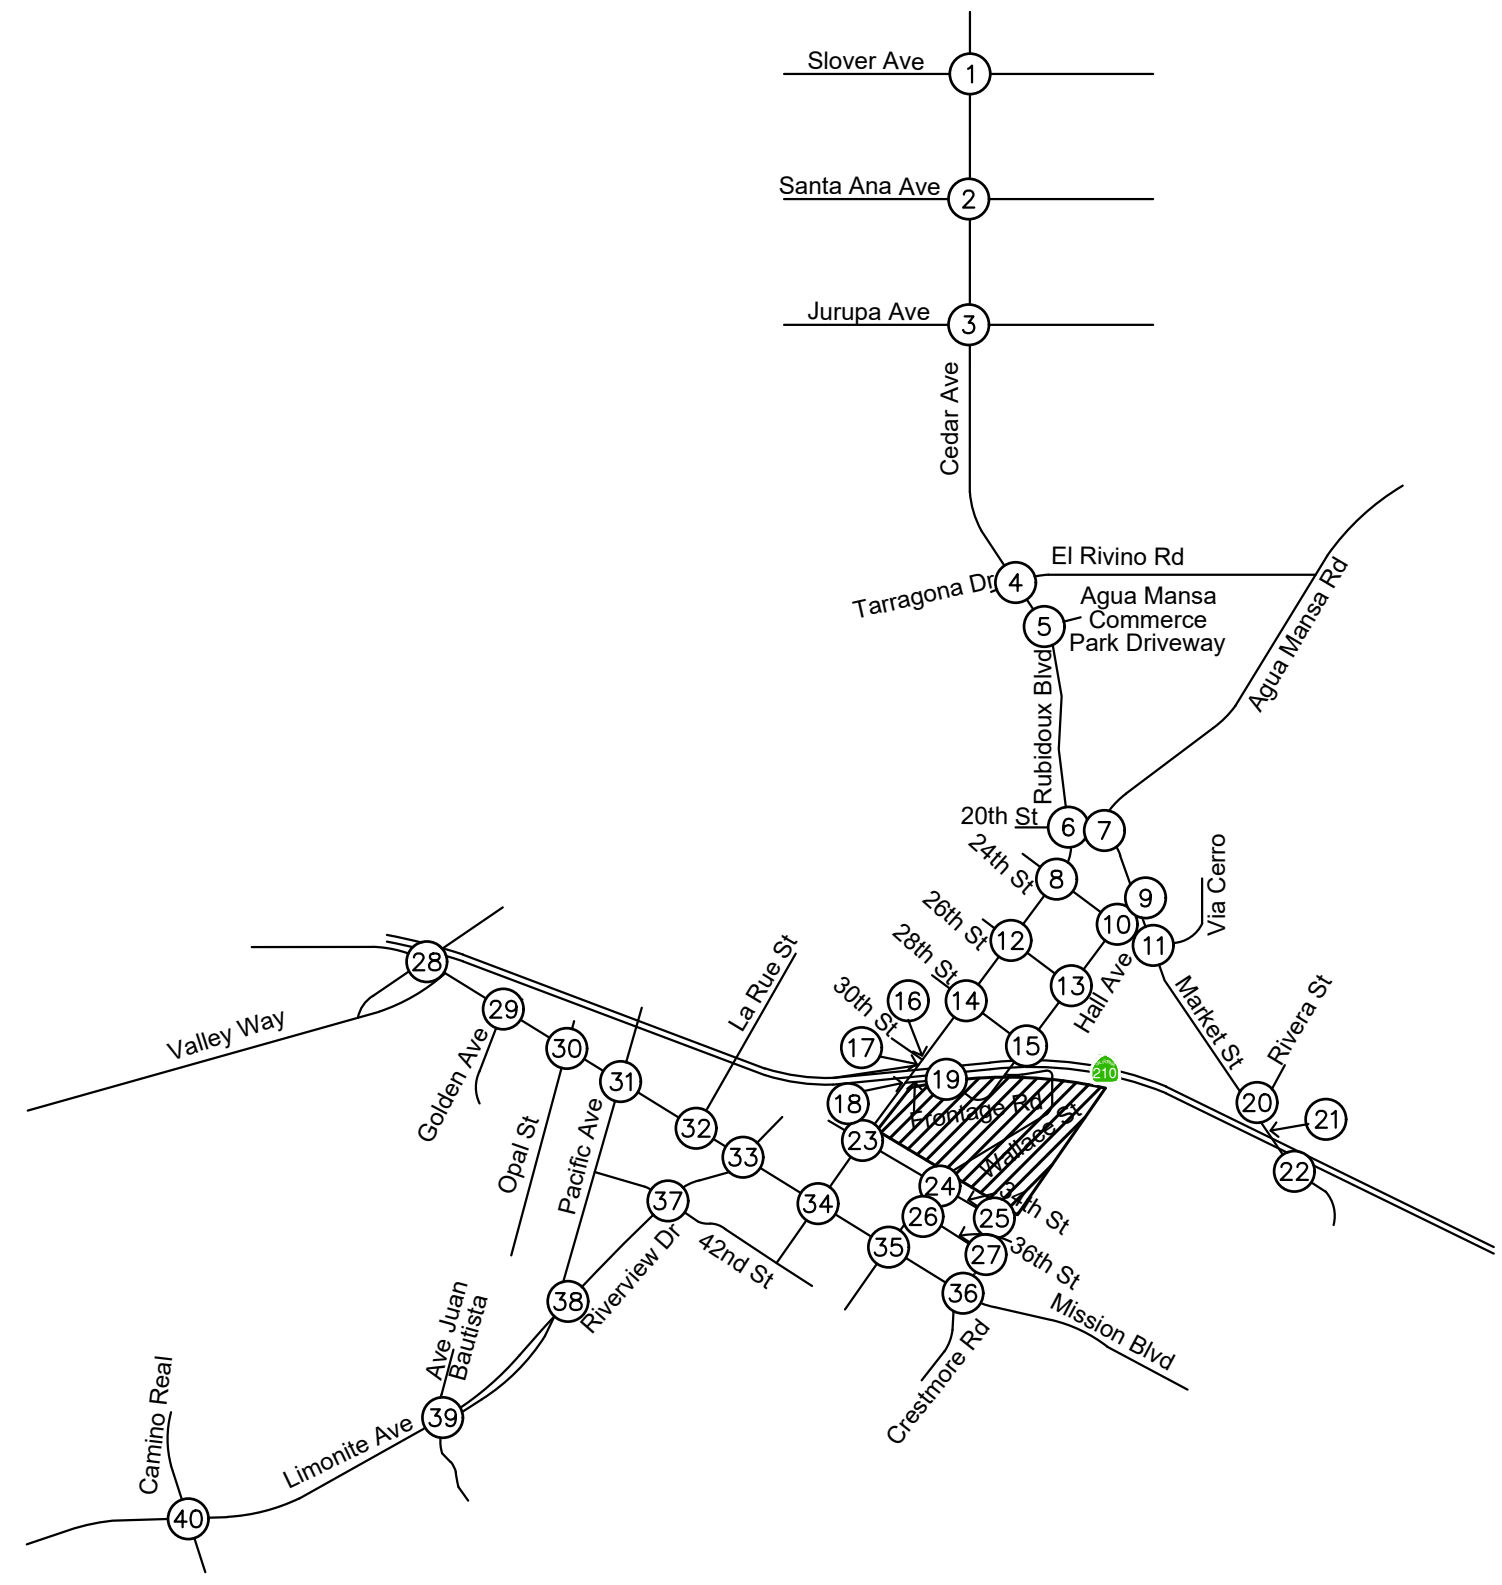 Slover Ave
1
Santa Ana Ave
2
Jurupa Ave
3
Cedar Ave
El Rivino Rd
Tarragona Dr
4
Agua Mansa
Commerce
Park Driveway
5
Agua Mansa Rd
Rubidoux Blvd
20th St
6
7
24th St
8
9
Via Cerro
26th St
10
12
11
28th St
13
Hall Ave
30th St
16
14
Market St
Rivera St
17
15
19
210
18
Frontage Rd
20
21
Wallace St
23
22
24
34th St
26
25
36th St
27
28
Valley Way
29
Golden Ave
30
Opal St
31
Pacific Ave
La Rue St
32
33
37
34
35
42nd St
36
Mission Blvd
Crestmore Rd
38
Riverview Dr
Ave Juan
Bautista
39
Limonite Ave
Camino Real
40